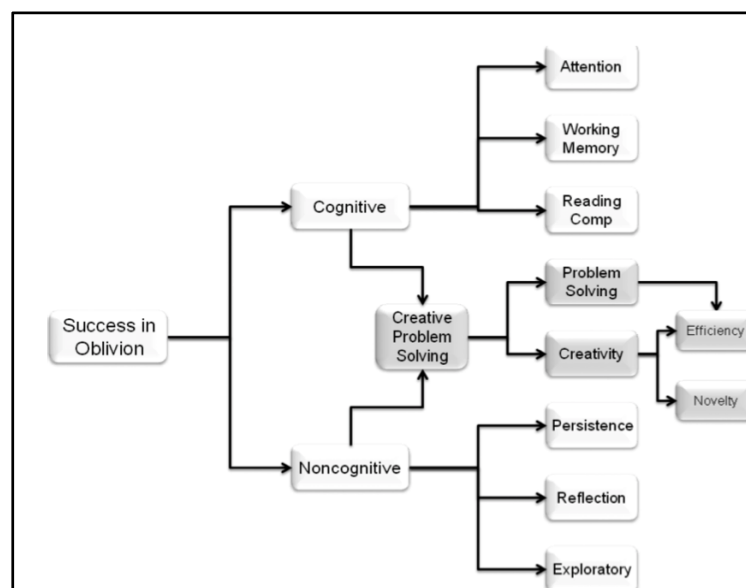 Attention
Working
Memory
Reading
Comp
Cognitive
Problem
Solving
Creative
Problem
Solving
Success in
Oblivion
Efficiency
Creativity
Novelty
Persistence
Noncognitive
Reflection
Exploratory